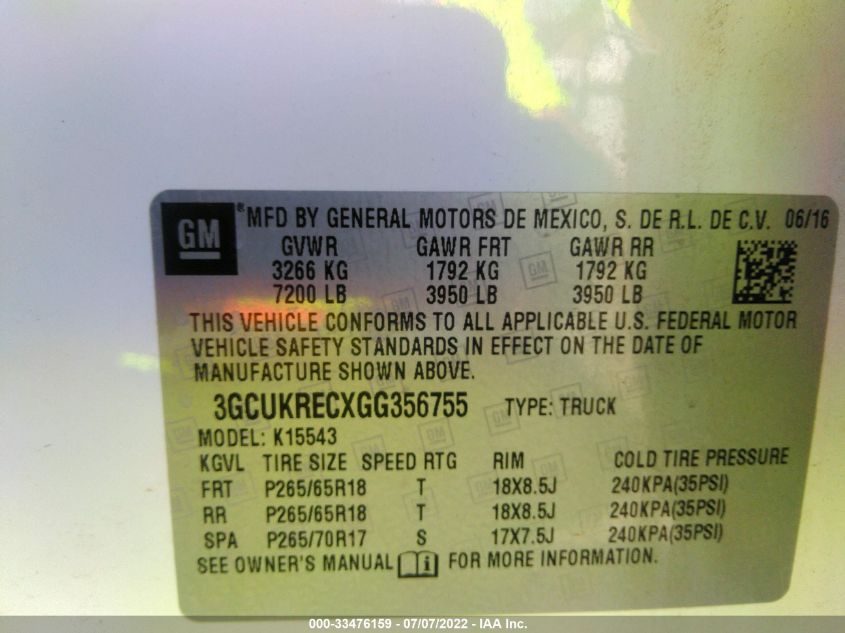 GM® MFD BY GENERAL MOTORS DE MEXICO, S. DE R.L. DE C.V. 06/16
GVWR GAWR FRT GAWR RR
3266 KG 1792 KG 1792 KG
7200 LB 3950 LB 3950 LB
THIS VEHICLE CONFORMS TO ALL APPLICABLE U.S. FEDERAL MOTOR
VEHICLE SAFETY STANDARDS IN EFFECT ON THE DATE OF
MANUFACTURE SHOWN ABOVE.
3GCUKRECXGG356755 TYPE: TRUCK
MODEL: K15543
KGVL TIRE SIZE SPEED RTG RIM COLD TIRE PRESSURE
FRT P265/65R18 T 18X8.5J 240KPA(35PSI)
RR P265/65R18 T 18X8.5J 240KPA(35PSI)
SPA P265/70R17 S 17X7.5J 240KPA(35PSI)
SEE OWNER'S MANUAL i FOR MORE INFORMATION.
000-33476159 - 07/07/2022 - IAA Inc.